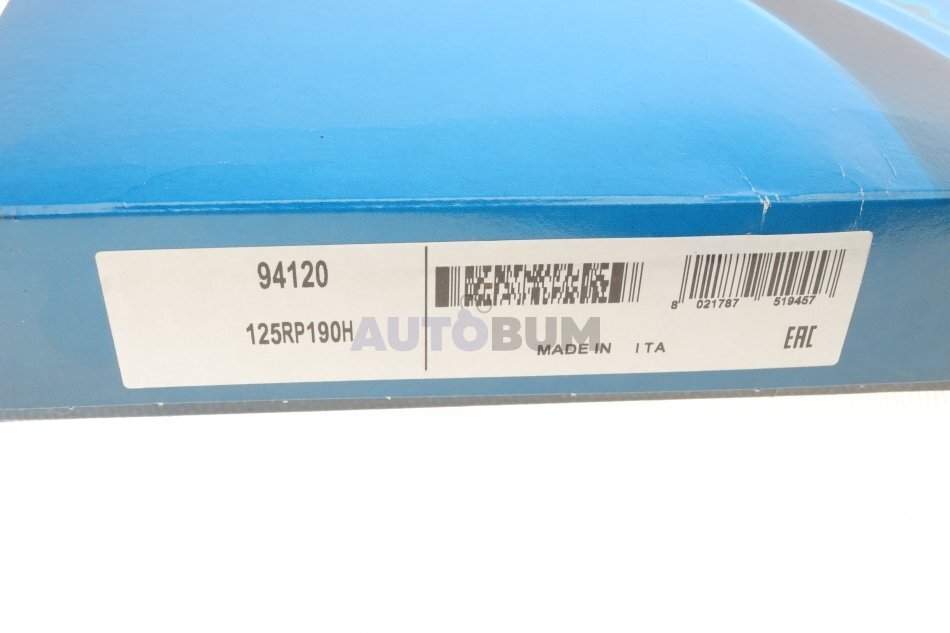 94120
125RP190H
8 021787 519457
MADE IN ITA
EAC
AUTOBUM